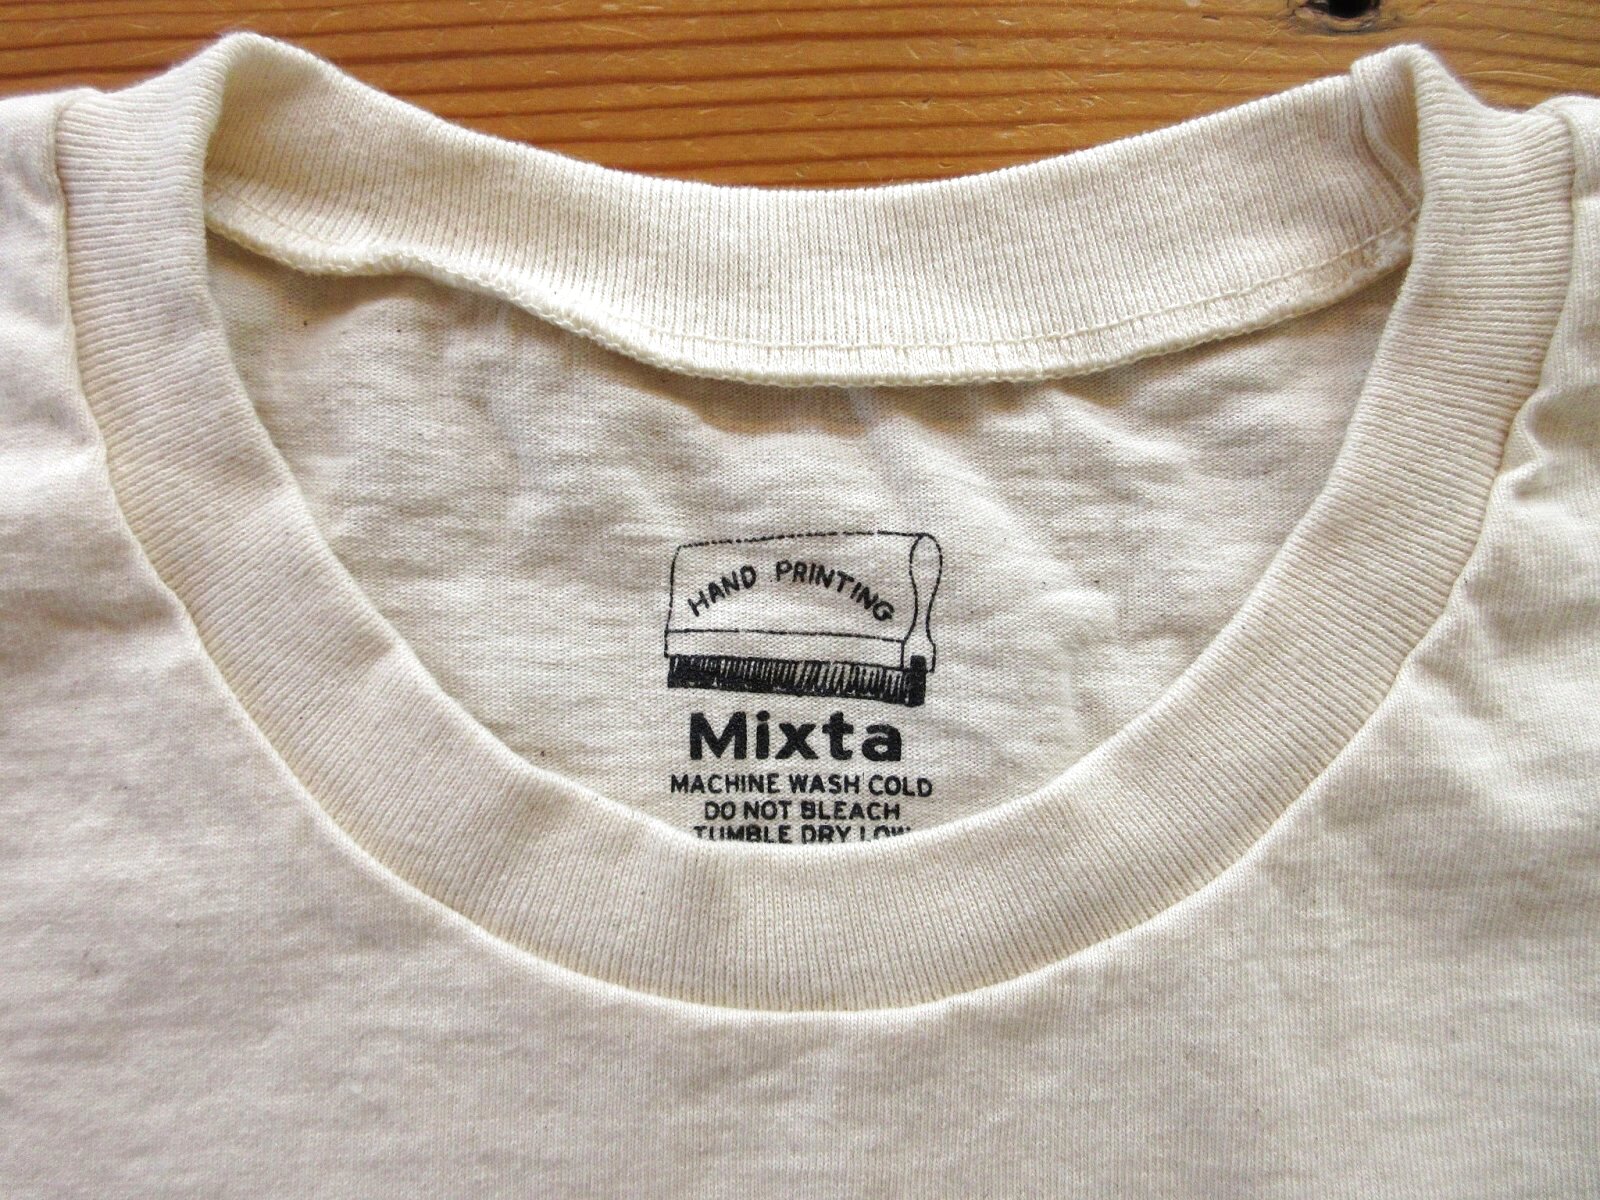 HAND PRINTING
Mixta
MACHINE WASH COLD
DO NOT BLEACH
TUMBLE DRY LOW